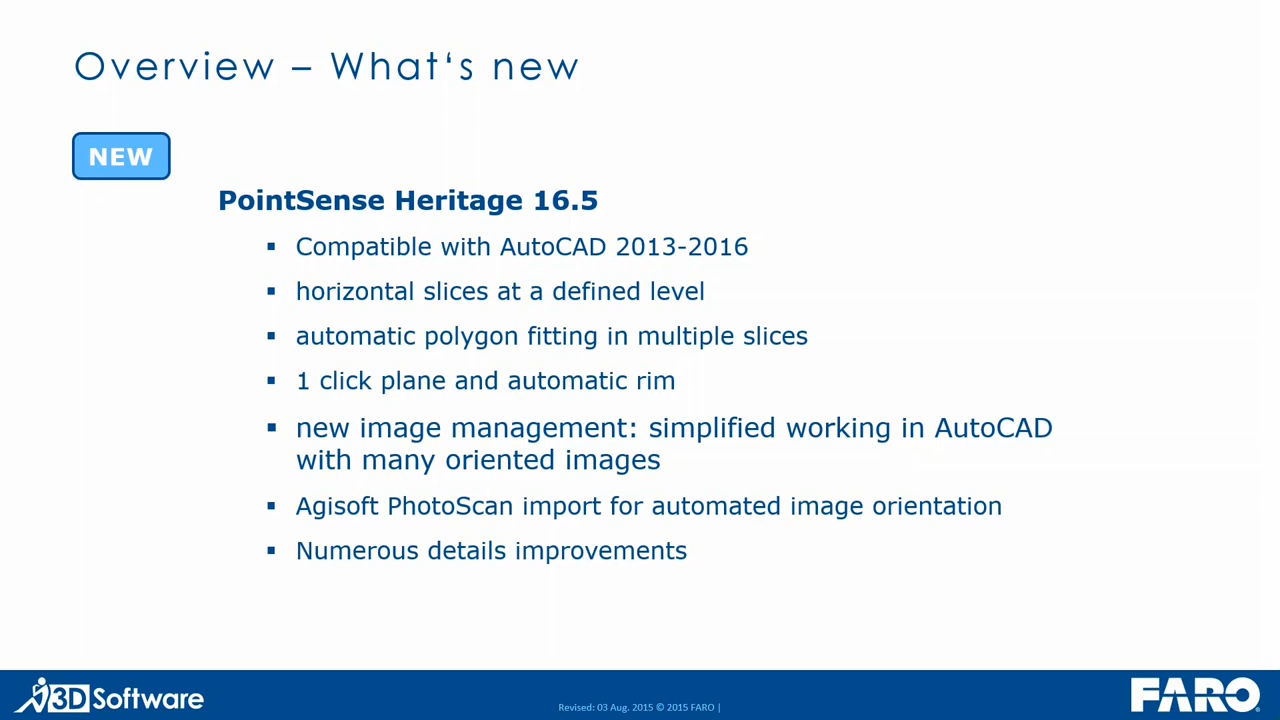 Overview – What‘s new
NEW
PointSense Heritage 16.5
▪ Compatible with AutoCAD 2013-2016
▪ horizontal slices at a defined level
▪ automatic polygon fitting in multiple slices
▪ 1 click plane and automatic rim
▪ new image management: simplified working in AutoCAD
with many oriented images
▪ Agisoft PhotoScan import for automated image orientation
▪ Numerous details improvements
3DSoftware
Revised: 03 Aug. 2015 © 2015 FARO |
FARO